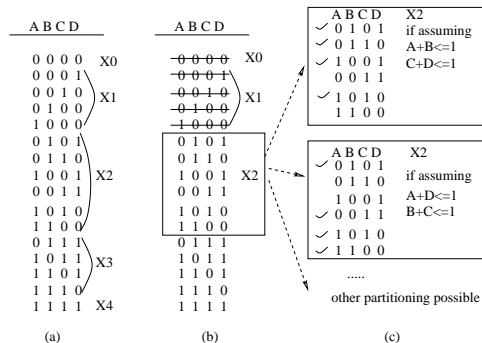 A B C D
0 0 0 0 X0
0 0 0 1
0 0 1 0 X1
0 1 0 0
1 0 0 0
0 1 0 1
0 1 1 0
1 0 0 1 X2
0 0 1 1
1 0 1 0
1 1 0 0
0 1 1 1
1 0 1 1 X3
1 1 0 1
1 1 1 0
1 1 1 1 X4
(a)
A B C D
0 0 0 0 X0
0 0 0 1
0 0 1 0 X1
0 1 0 0
1 0 0 0
0 1 0 1
0 1 1 0
1 0 0 1 X2
0 0 1 1
1 0 1 0
1 1 0 0
0 1 1 1
1 0 1 1
1 1 0 1
1 1 1 0
1 1 1 1
(b)
A B C D X2
0 1 0 1 if assuming
0 1 1 0 A+B<=1
1 0 0 1 C+D<=1
0 0 1 1
1 0 1 0
1 1 0 0
A B C D X2
0 1 0 1 if assuming
0 1 1 0
1 0 0 1 A+D<=1
0 0 1 1 B+C<=1
1 0 1 0
1 1 0 0
.....
other partitioning possible
(c)